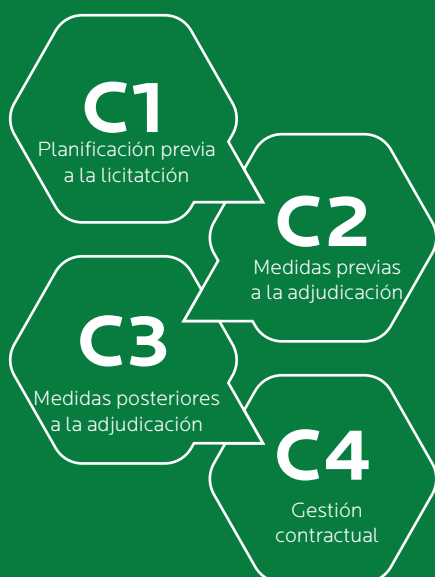 C1
Planificación previa
a la licitatción
C2
Medidas previas
a la adjudicación
C3
Medidas posteriores
a la adjudicación
C4
Gestión
contractual